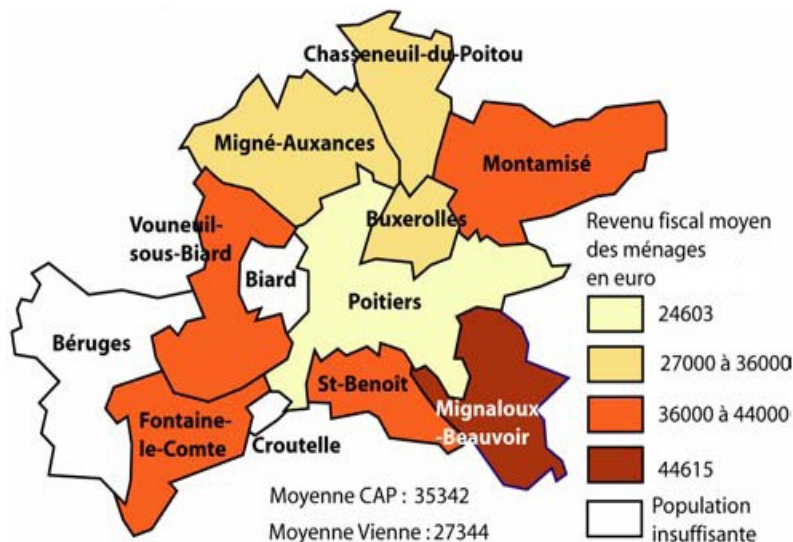 Chasseneuil-du-Poitou
Migné-Auxances
Montamisé
Vouneuil-
sous-Biard
Buxerolles
Biard
Poitiers
Béruges
St-Benoît
Mignaloux
-Beauvoir
Fontaine-
le-Comte
Croutelle
Revenu fiscal moyen
des ménages
en euro
24603
27000 à 36000
36000 à 44000
44615
Population
insuffisante
Moyenne CAP : 35342
Moyenne Vienne :27344